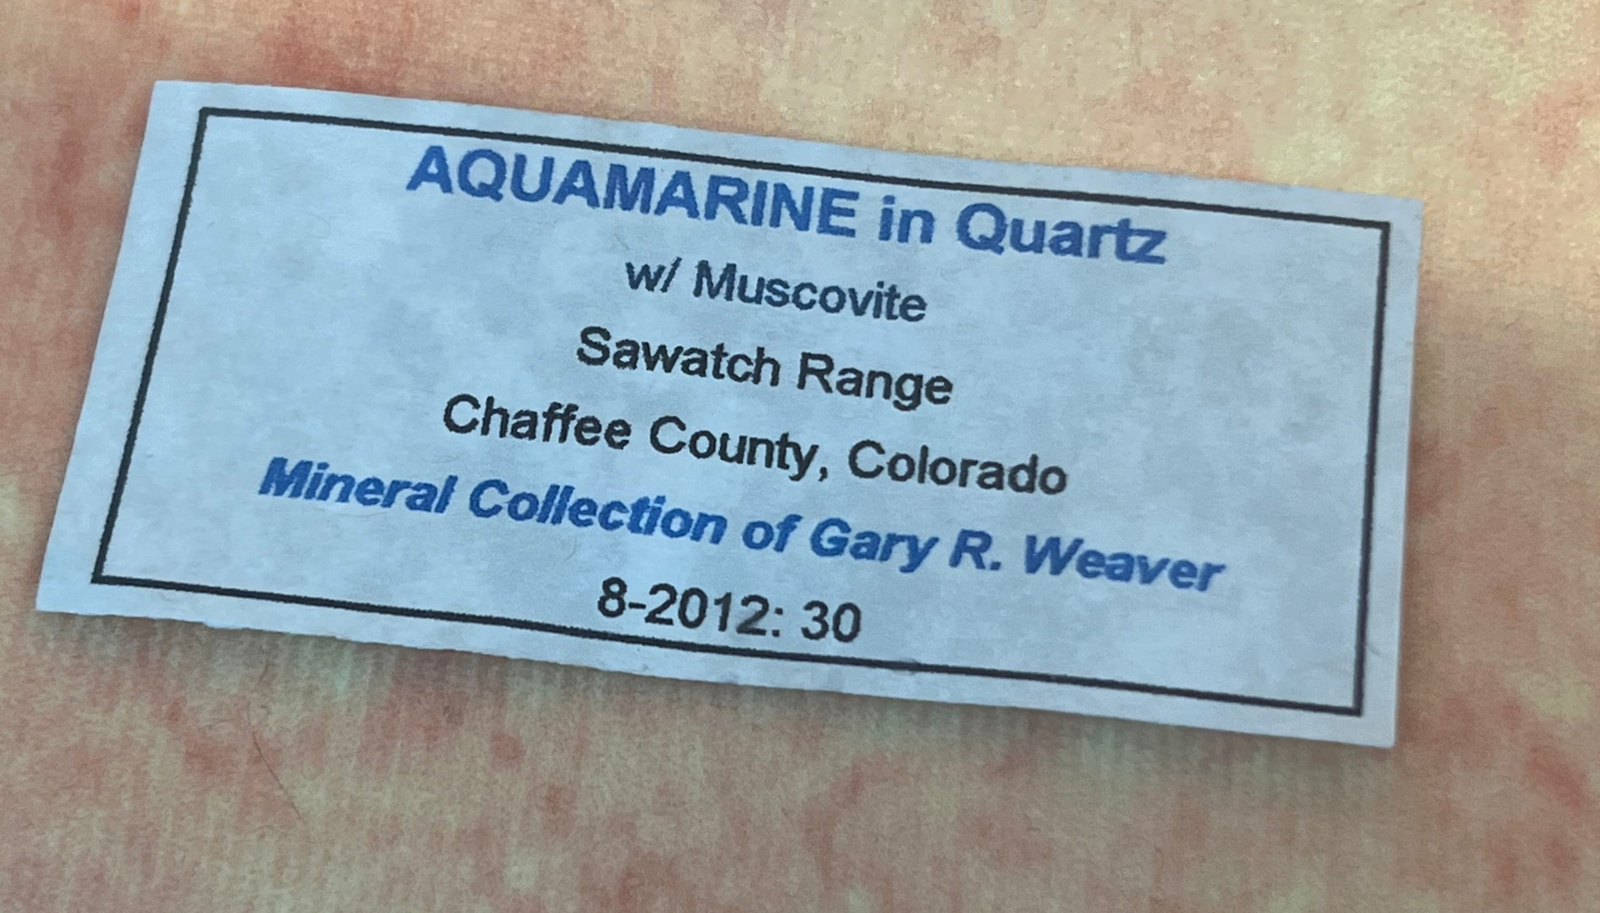 AQUAMARINE in Quartz
w/ Muscovite
Sawatch Range
Chaffee County, Colorado
Mineral Collection of Gary R. Weaver
8-2012: 30